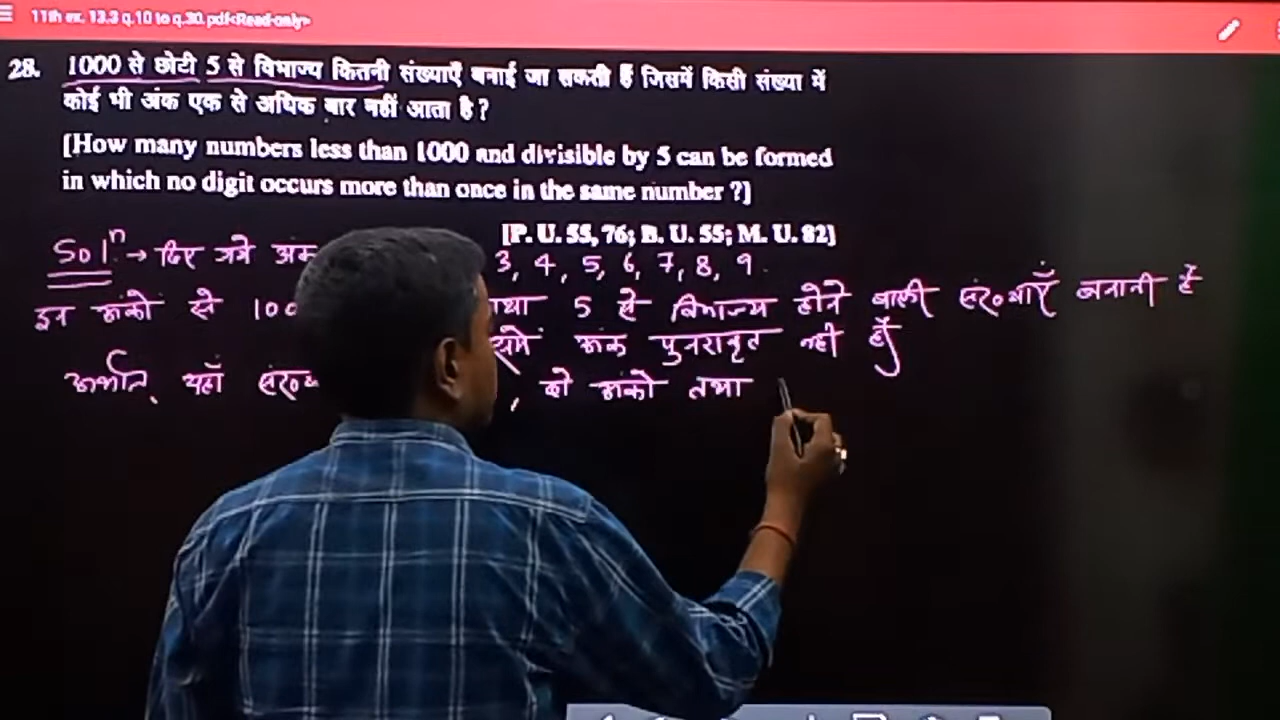 11th ex. 13.3 q.10 to q.30.pdf<Read-only>
28. 1000 से छोटी 5 से विभाज्य कितनी संख्याएँ बनाई जा सकती हैं जिसमें किसी संख्या में
कोई भी अंक एक से अधिक बार नहीं आता है ?
[How many numbers less than 1000 and divisible by 5 can be formed
in which no digit occurs more than once in the same number ?]
[P. U. 55, 76; B. U. 55; M. U. 82]
Solⁿ → दिए गये अंक 3, 4, 5, 6, 7, 8, 9
इन अंको से 100 तथा 5 से विभाज्य होने वाली संख्याएँ बनानी है
अंक पुनरावृत नही हों
अर्थात् यहाँ , दो अंको तथा